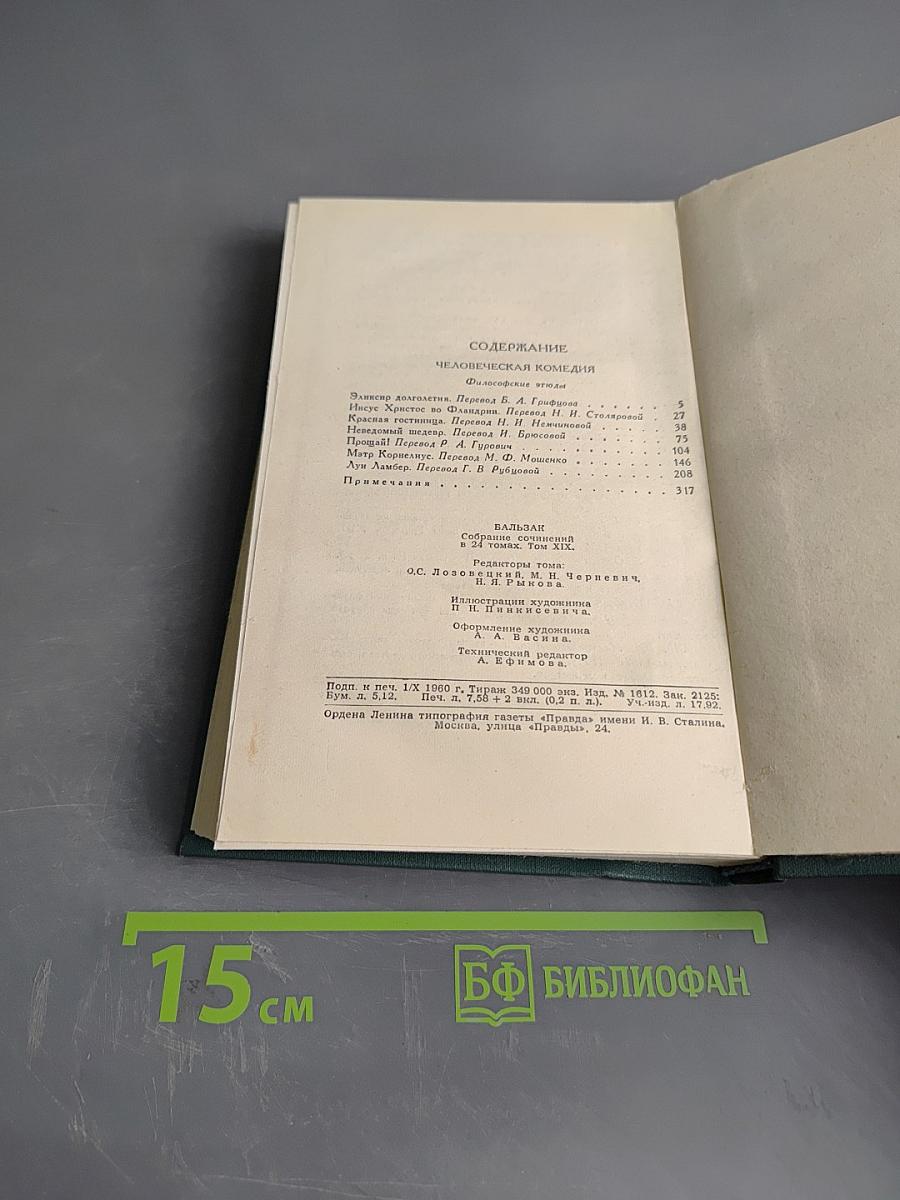 СОДЕРЖАНИЕ
ЧЕЛОВЕЧЕСКАЯ КОМЕДИЯ
Философские этюды
Эликсир долголетия. Перевод Б. А. Грифцова . . . . . . 5
Иисус Христос во Фландрии. Перевод Н. И. Столяровой . 27
Красная гостиница. Перевод Н. И. Немчиновой . . . . . 38
Неведомый шедевр. Перевод И. Брюсовой . . . . . . . 75
Прощай! Перевод Р. А. Гурович . . . . . . . . . . . 104
Мэтр Корнелиус. Перевод М. Ф. Мошенко . . . . . . . 146
Луи Ламбер. Перевод Г. В Рубцовой . . . . . . . . . 208
Примечания . . . . . . . . . . . . . . . . . 317
БАЛЬЗАК
Собрание сочинений
в 24 томах. Том XIX.
Редакторы тома:
О.С. Лозовецкий, М. Н. Черневич,
Н. Я. Рыкова.
Иллюстрации художника
П Н. Пинкисевича.
Оформление художника
А. А. Васина.
Технический редактор
А. Ефимова.
Подп. к печ. 1/X 1960 г. Тираж 349 000 экз. Изд. № 1612. Зак. 2125:
Бум. л. 5,12. Печ. л. 7,58 + 2 вкл. (0,2 п. л.). Уч.-изд. л. 17,92.
Ордена Ленина типография газеты «Правда» имени И. В. Сталина.
Москва, улица «Правды», 24.
15 см
БФ БИБЛИОФАН